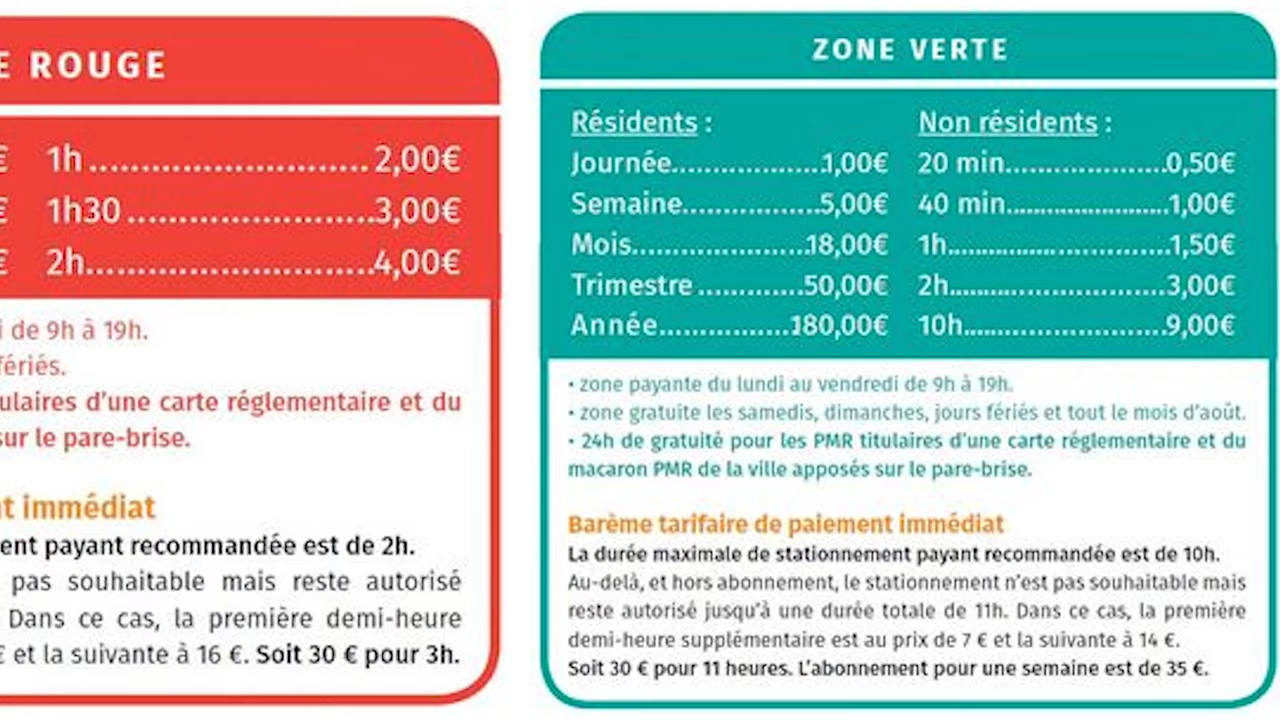 E ROUGE
€ 1h 2,00€
€ 1h30 3,00€
€ 2h 4,00€
i de 9h à 19h.
fériés.
ulaires d'une carte réglementaire et du
sur le pare-brise.
nt immédiat
ent payant recommandée est de 2h.
pas souhaitable mais reste autorisé
Dans ce cas, la première demi-heure
€ et la suivante à 16 €. Soit 30 € pour 3h.
ZONE VERTE
Résidents :
Journée 1,00€
Semaine 5,00€
Mois 18,00€
Trimestre 50,00€
Année 180,00€
Non résidents :
20 min 0,50€
40 min 1,00€
1h 1,50€
2h 3,00€
10h 9,00€
• zone payante du lundi au vendredi de 9h à 19h.
• zone gratuite les samedis, dimanches, jours fériés et tout le mois d'août.
• 24h de gratuité pour les PMR titulaires d'une carte réglementaire et du
macaron PMR de la ville apposés sur le pare-brise.
Barème tarifaire de paiement immédiat
La durée maximale de stationnement payant recommandée est de 10h.
Au-delà, et hors abonnement, le stationnement n'est pas souhaitable mais
reste autorisé jusqu'à une durée totale de 11h. Dans ce cas, la première
demi-heure supplémentaire est au prix de 7 € et la suivante à 14 €.
Soit 30 € pour 11 heures. L'abonnement pour une semaine est de 35 €.